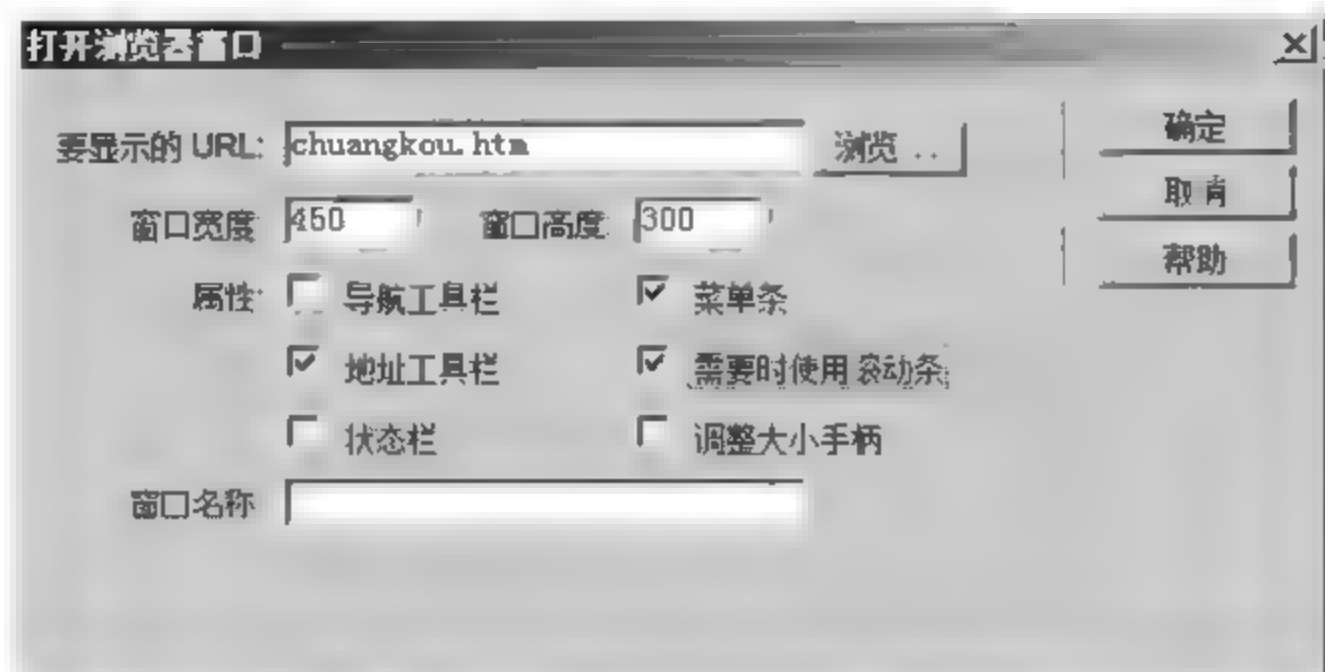 打开浏览器窗口
要显示的 URL: chuangkou.htm 浏览 .. 确定
取消
窗口宽度: 450 窗口高度: 300
帮助
属性: 导航工具栏 菜单条
地址工具栏 需要时使用滚动条
状态栏 调整大小手柄
窗口名称